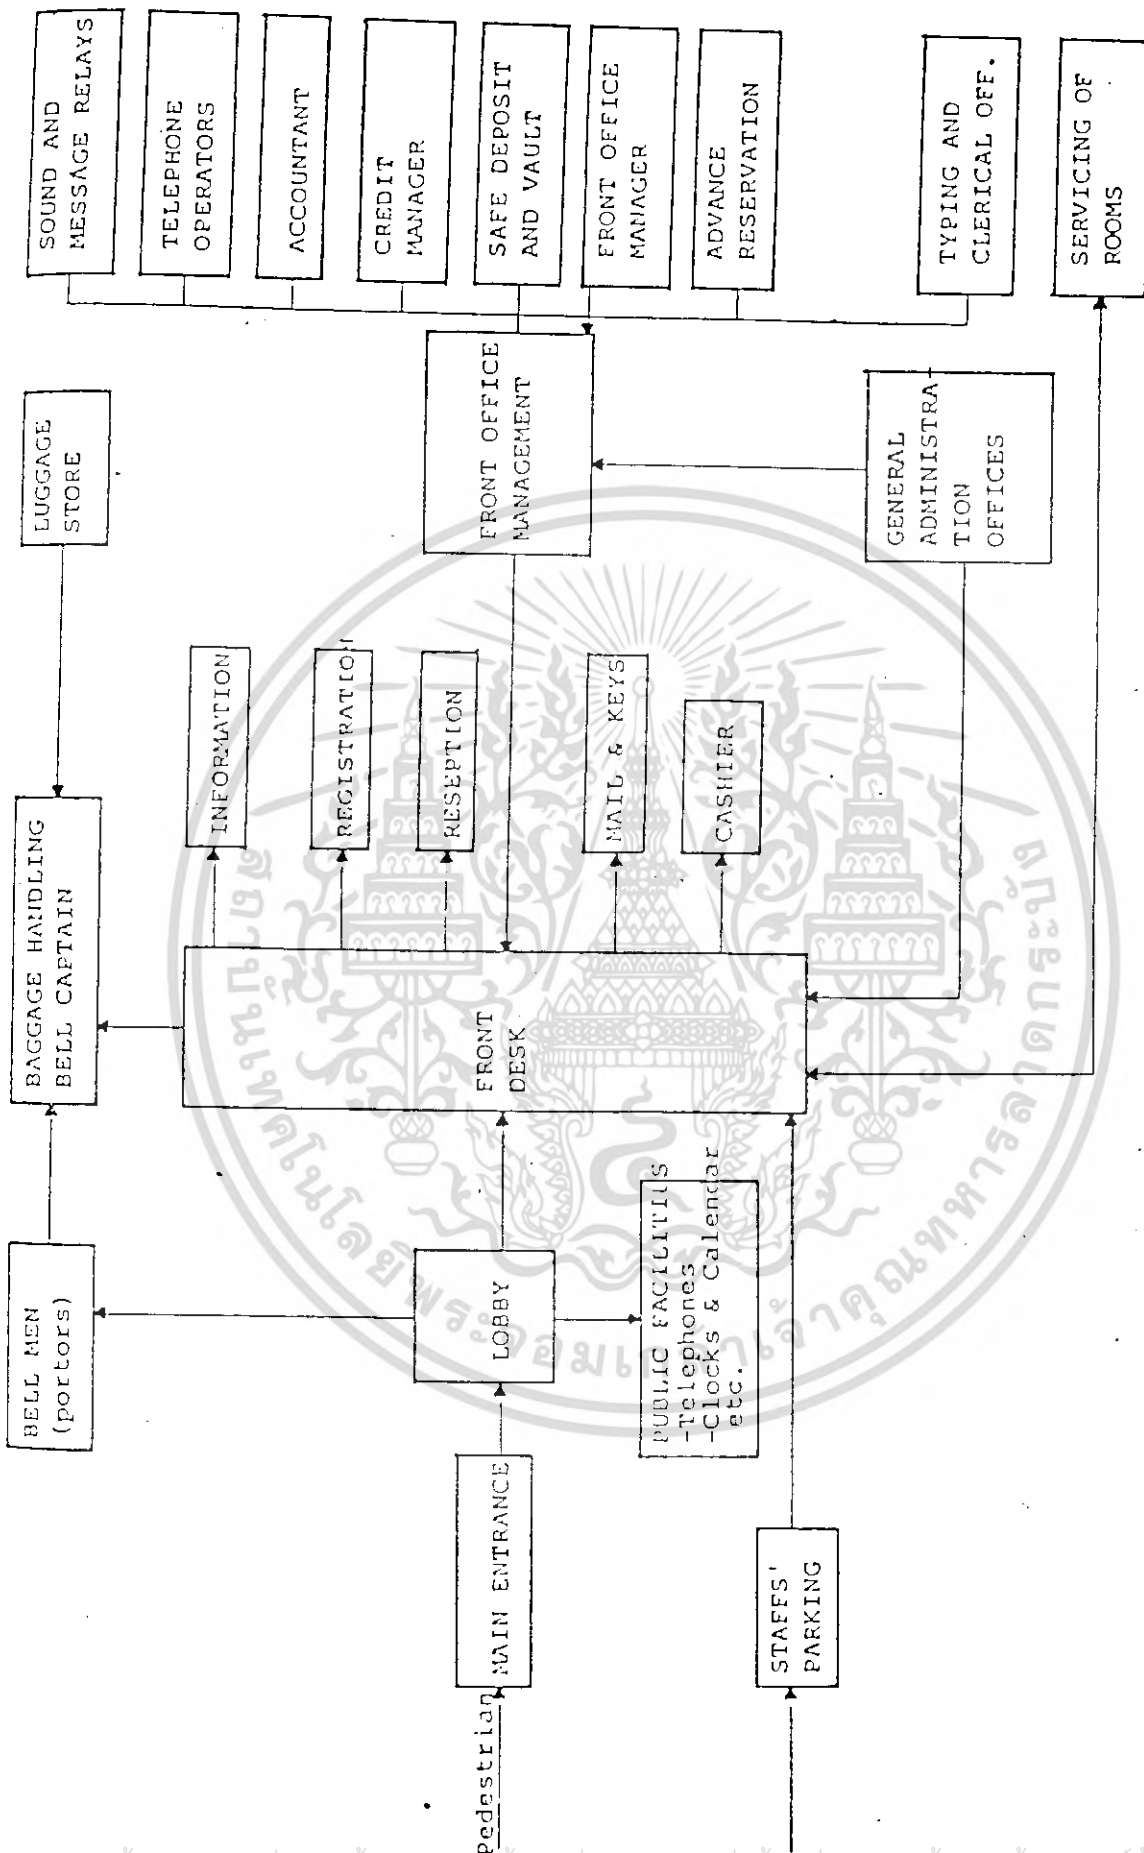 SOUND AND
MESSAGE RELAYS
TELEPHONE
OPERATORS
ACCOUNTANT
CREDIT
MANAGER
SAFE DEPOSIT
AND VAULT
FRONT OFFICE
MANAGER
ADVANCE
RESERVATION
TYPING AND
CLERICAL OFF.
SERVICING OF
ROOMS
LUGGAGE
STORE
FRONT OFFICE
MANAGEMENT
GENERAL
ADMINISTRA
TION
OFFICES
INFORMATION
REGISTRATION
RESEPTION
MAIL & KEYS
CASHIER
BAGGAGE HANDLING
BELL CAPTAIN
FRONT
DESK
BELL MEN
(portors)
LOBBY
PUBLIC FACILITIES
-Telephones
-Clocks & Calendar
etc.
MAIN ENTRANCE
STAFFS'
PARKING
Pedestrian